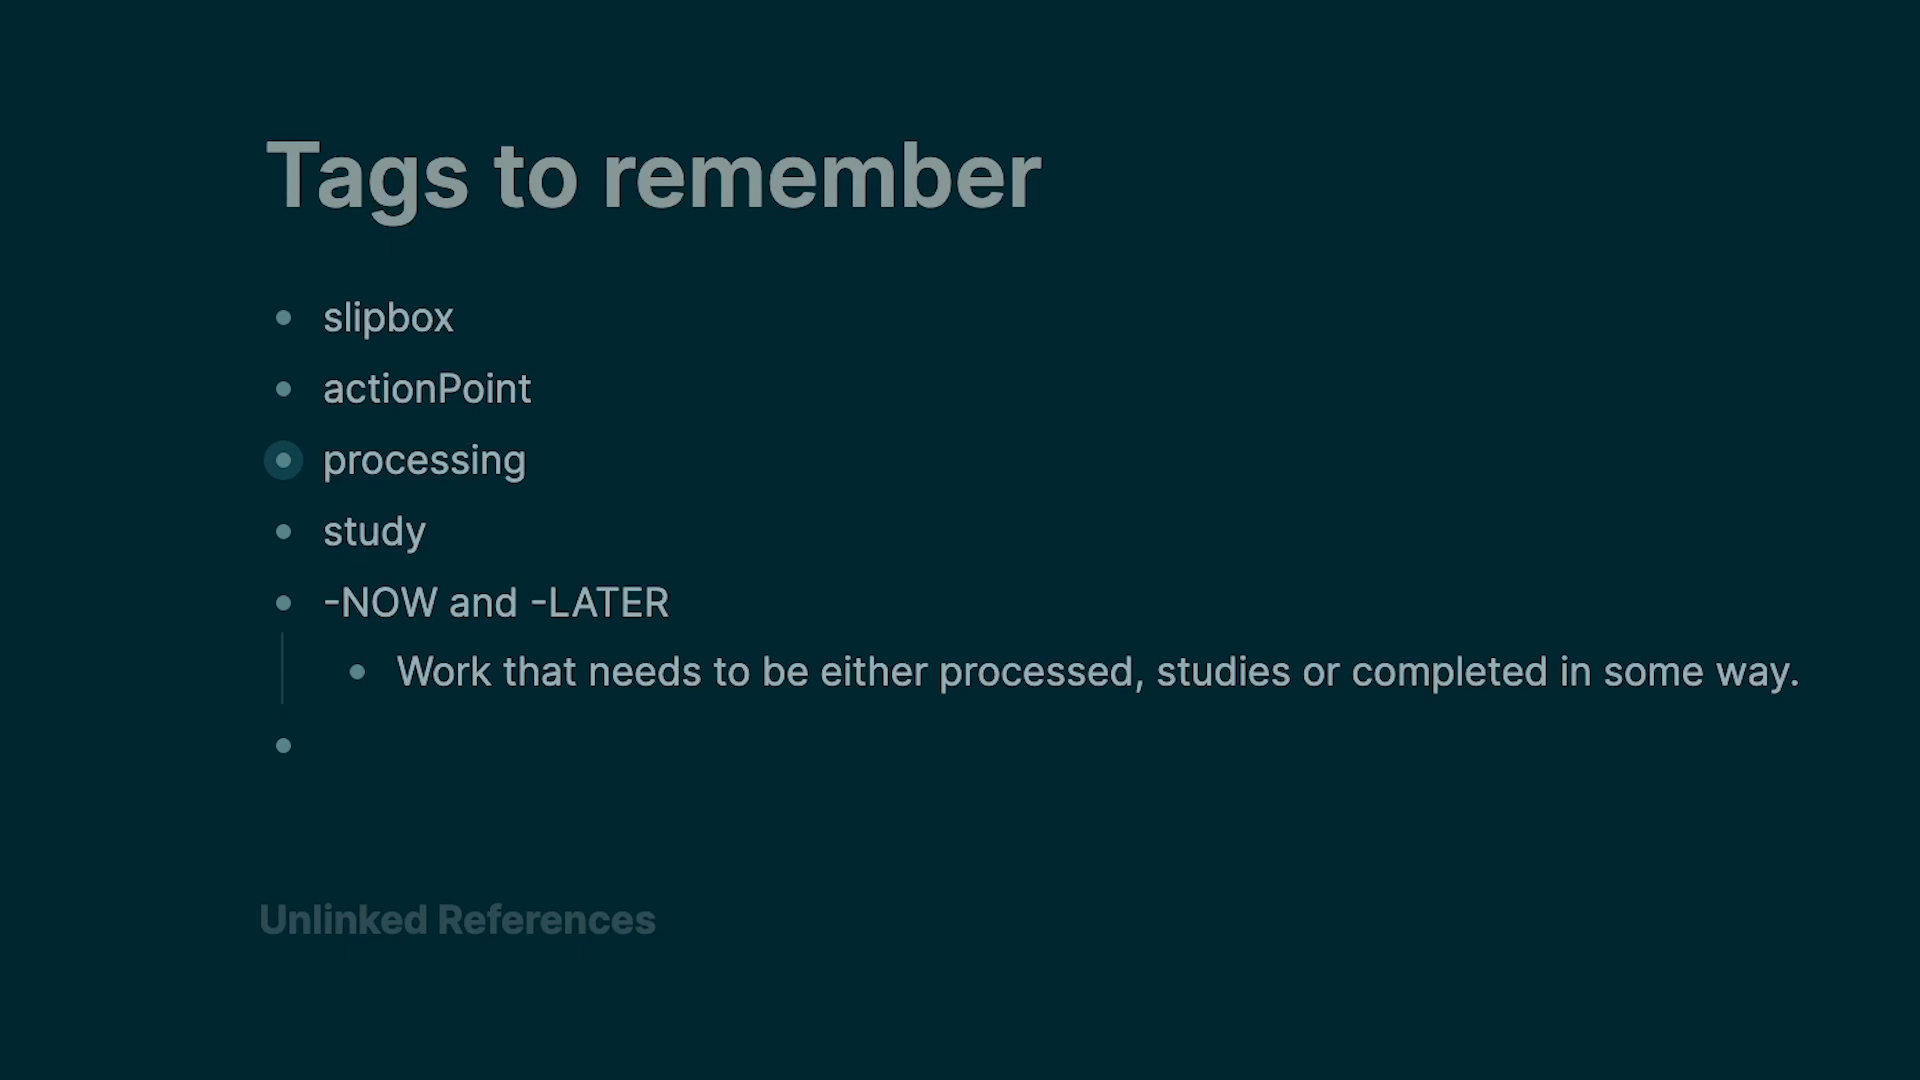 Tags to remember
slipbox
actionPoint
processing
study
-NOW and -LATER
Work that needs to be either processed, studies or completed in some way.
Unlinked References